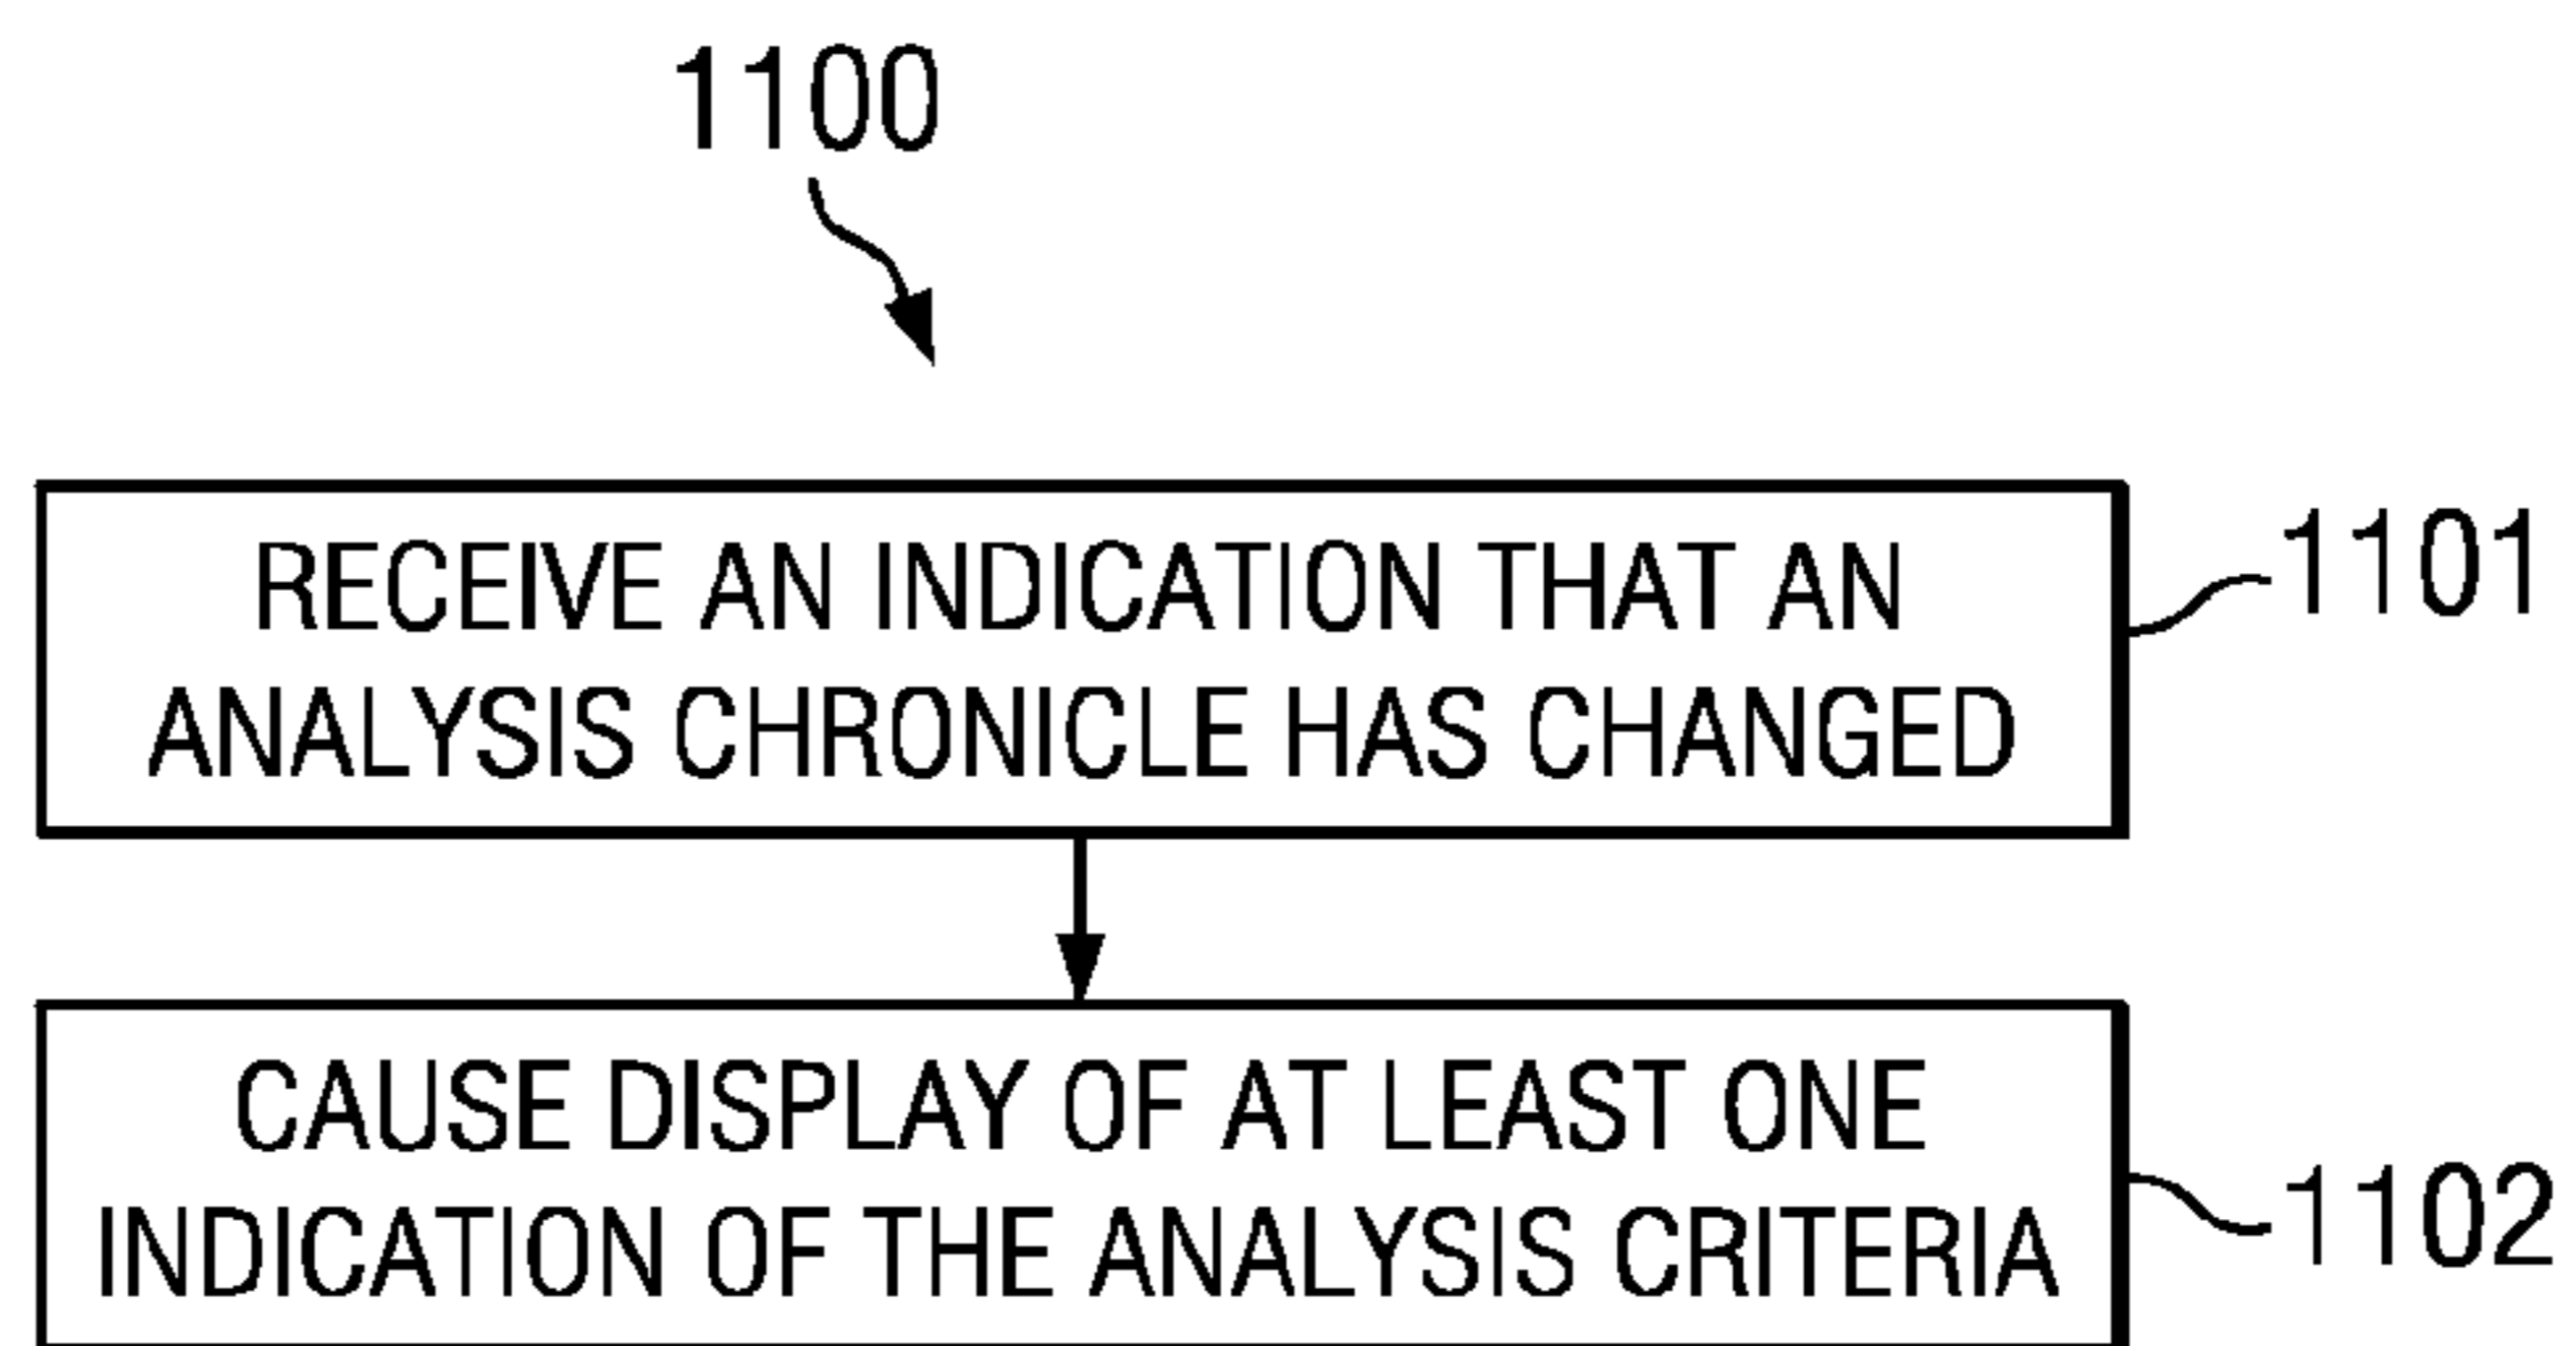 1100
RECEIVE AN INDICATION THAT AN
ANALYSIS CHRONICLE HAS CHANGED
1101
CAUSE DISPLAY OF AT LEAST ONE
INDICATION OF THE ANALYSIS CRITERIA
1102